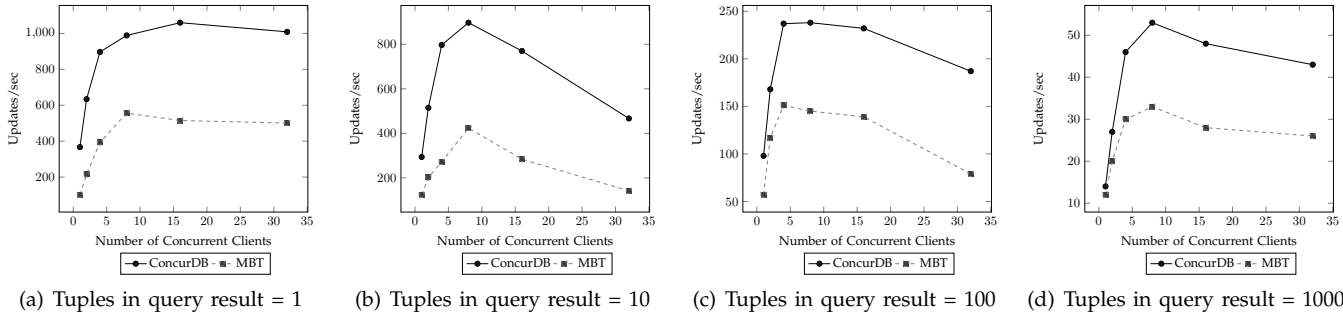 1,000
800
600
400
200
Updates/sec
0 5 10 15 20 25 30 35
Number of Concurrent Clients
ConcurDB MBT
(a) Tuples in query result = 1
800
600
400
200
Updates/sec
0 5 10 15 20 25 30 35
Number of Concurrent Clients
ConcurDB MBT
(b) Tuples in query result = 10
250
200
150
100
50
Updates/sec
0 5 10 15 20 25 30 35
Number of Concurrent Clients
ConcurDB MBT
(c) Tuples in query result = 100
50
40
30
20
10
Updates/sec
0 5 10 15 20 25 30 35
Number of Concurrent Clients
ConcurDB MBT
(d) Tuples in query result = 1000